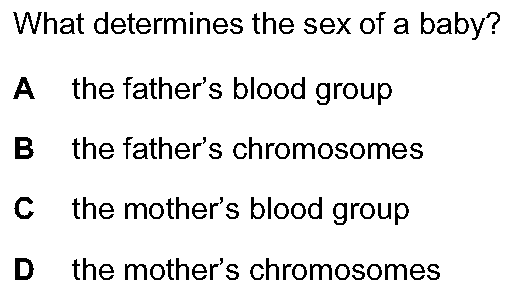 What determines the sex of a baby?
A the father’s blood group
B the father’s chromosomes
C the mother’s blood group
D the mother’s chromosomes